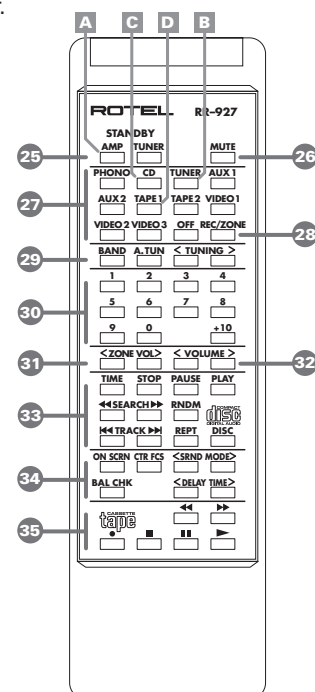 A C D B
ROTEL RR–927
STANDBY
25 AMP TUNER MUTE 26
27 PHONO CD TUNER AUX 1
AUX 2 TAPE 1 TAPE 2 VIDEO 1
VIDEO 2 VIDEO 3 OFF REC/ZONE 28
29 BAND A.TUN < TUNING >
30 1 2 3 4
5 6 7 8
9 0 +10
31 <ZONE VOL> < VOLUME > 32
33 TIME STOP PAUSE PLAY
◀◀SEARCH▶▶ RNDM COMPACT disc DIGITAL AUDIO
I◀◀ TRACK ▶▶I REPT DISC
34 ON SCRN CTR FCS <SRND MODE>
BAL CHK <DELAY TIME>
35 CASSETTE tape ◀◀ ▶▶
● ■ ❚❚ ▶